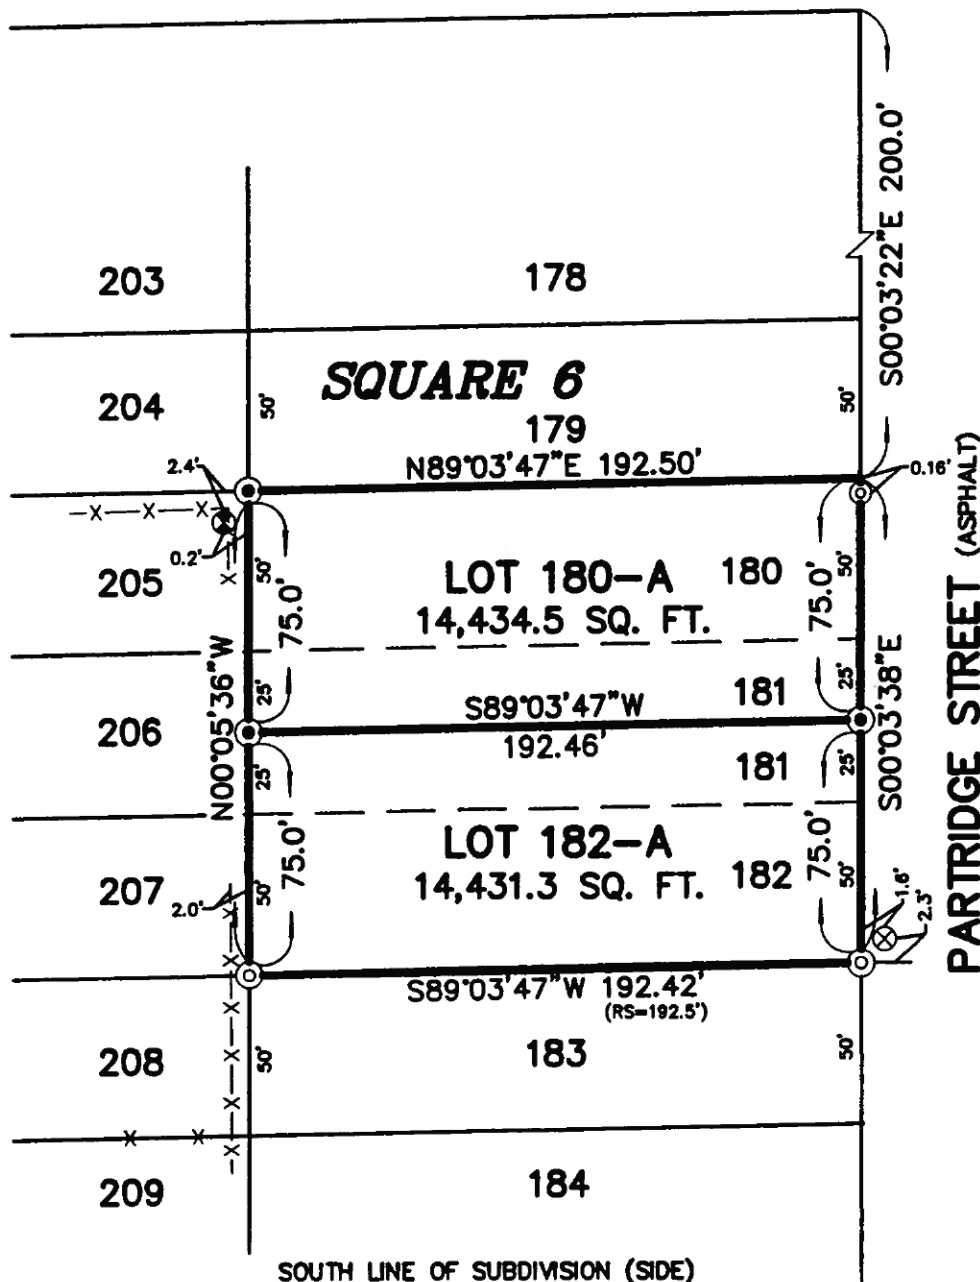 S00°03'22"E 200.0'
203
178
204
50'
SQUARE 6
50'
179
N89°03'47"E 192.50'
2.4'
0.16'
0.2'
205
50'
75.0'
LOT 180-A
180
14,434.5 SQ. FT.
75.0'
50'
PARTRIDGE STREET (ASPHALT)
N00°05'36"W
206
25'
S89°03'47"W
181
25'
S00°03'38"E
192.46'
25'
181
25'
75.0'
LOT 182-A
182
14,431.3 SQ. FT.
75.0'
207
2.0'
50'
50'
1.6'
2.3'
S89°03'47"W 192.42'
(RS=192.5')
208
50'
183
50'
209
184
SOUTH LINE OF SUBDIVISION (SIDE)